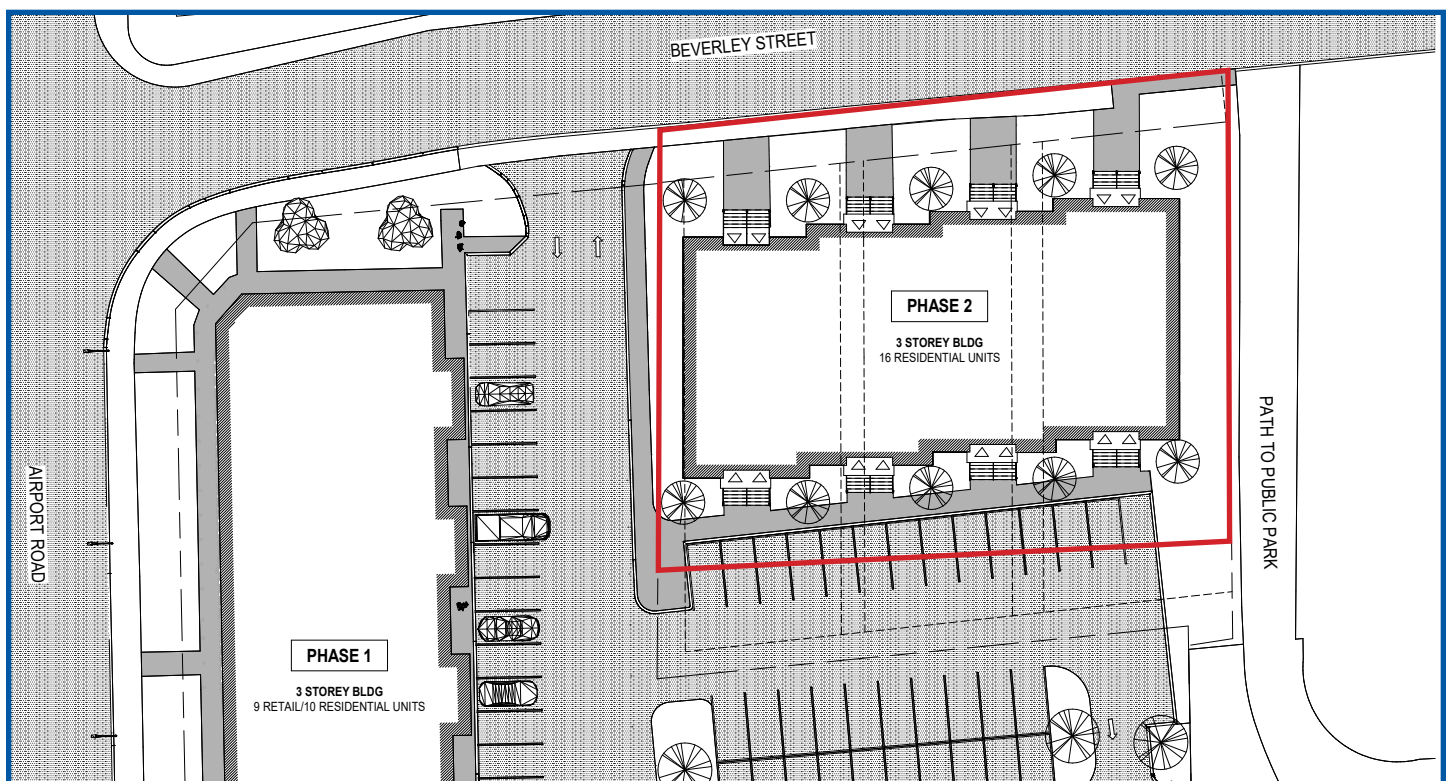 BEVERLEY STREET
PHASE 2
3 STOREY BLDG
16 RESIDENTIAL UNITS
PATH TO PUBLIC PARK
AIRPORT ROAD
PHASE 1
3 STOREY BLDG
9 RETAIL/10 RESIDENTIAL UNITS